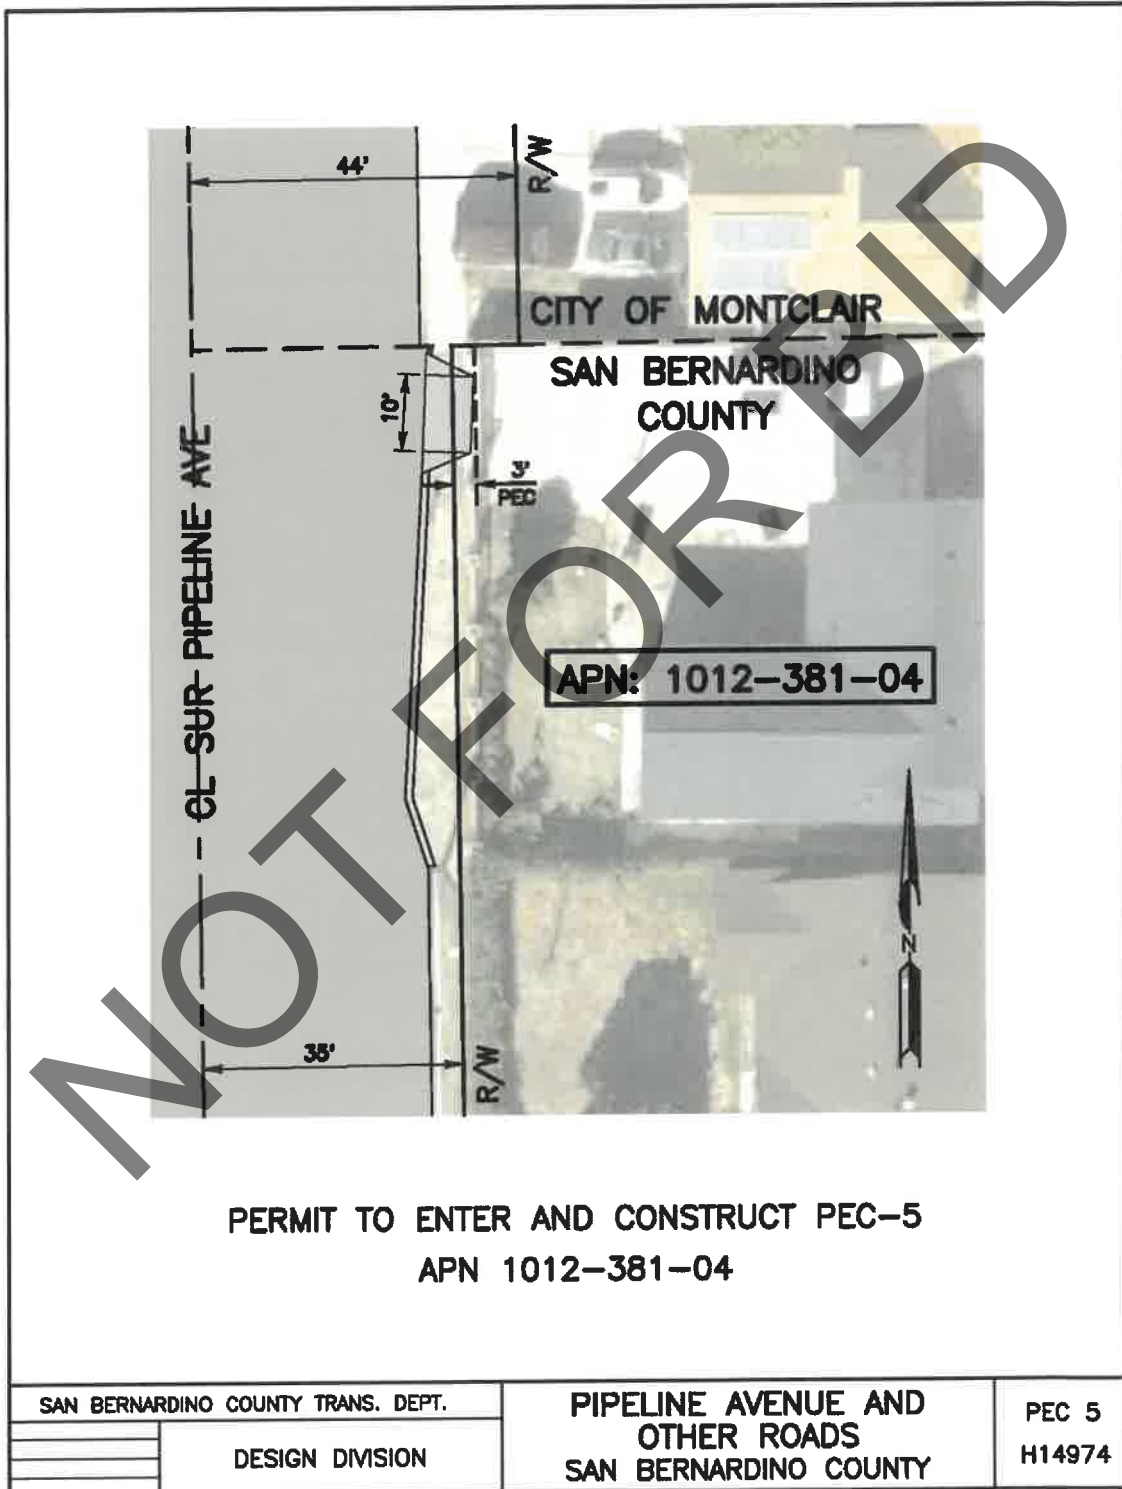 44'
R/W
CITY OF MONTCLAIR
SAN BERNARDINO
COUNTY
10'
3'
PEC
CL SUR PIPELINE AVE
APN: 1012-381-04
N
35'
R/W
NOT FOR BID
PERMIT TO ENTER AND CONSTRUCT PEC-5
APN 1012-381-04
SAN BERNARDINO COUNTY TRANS. DEPT.
DESIGN DIVISION
PIPELINE AVENUE AND
OTHER ROADS
SAN BERNARDINO COUNTY
PEC 5
H14974